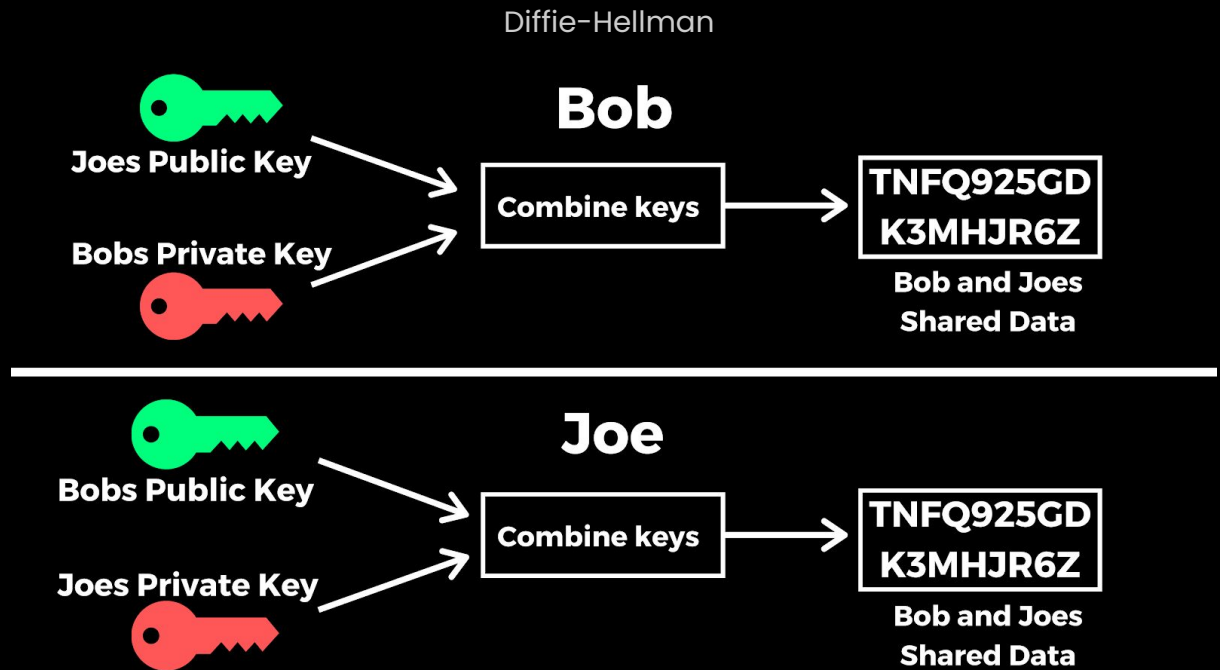 Diffie-Hellman
Bob
Joes Public Key
Bobs Private Key
Combine keys
TNFQ925GD
K3MHJR6Z
Bob and Joes
Shared Data
Joe
Bobs Public Key
Joes Private Key
Combine keys
TNFQ925GD
K3MHJR6Z
Bob and Joes
Shared Data